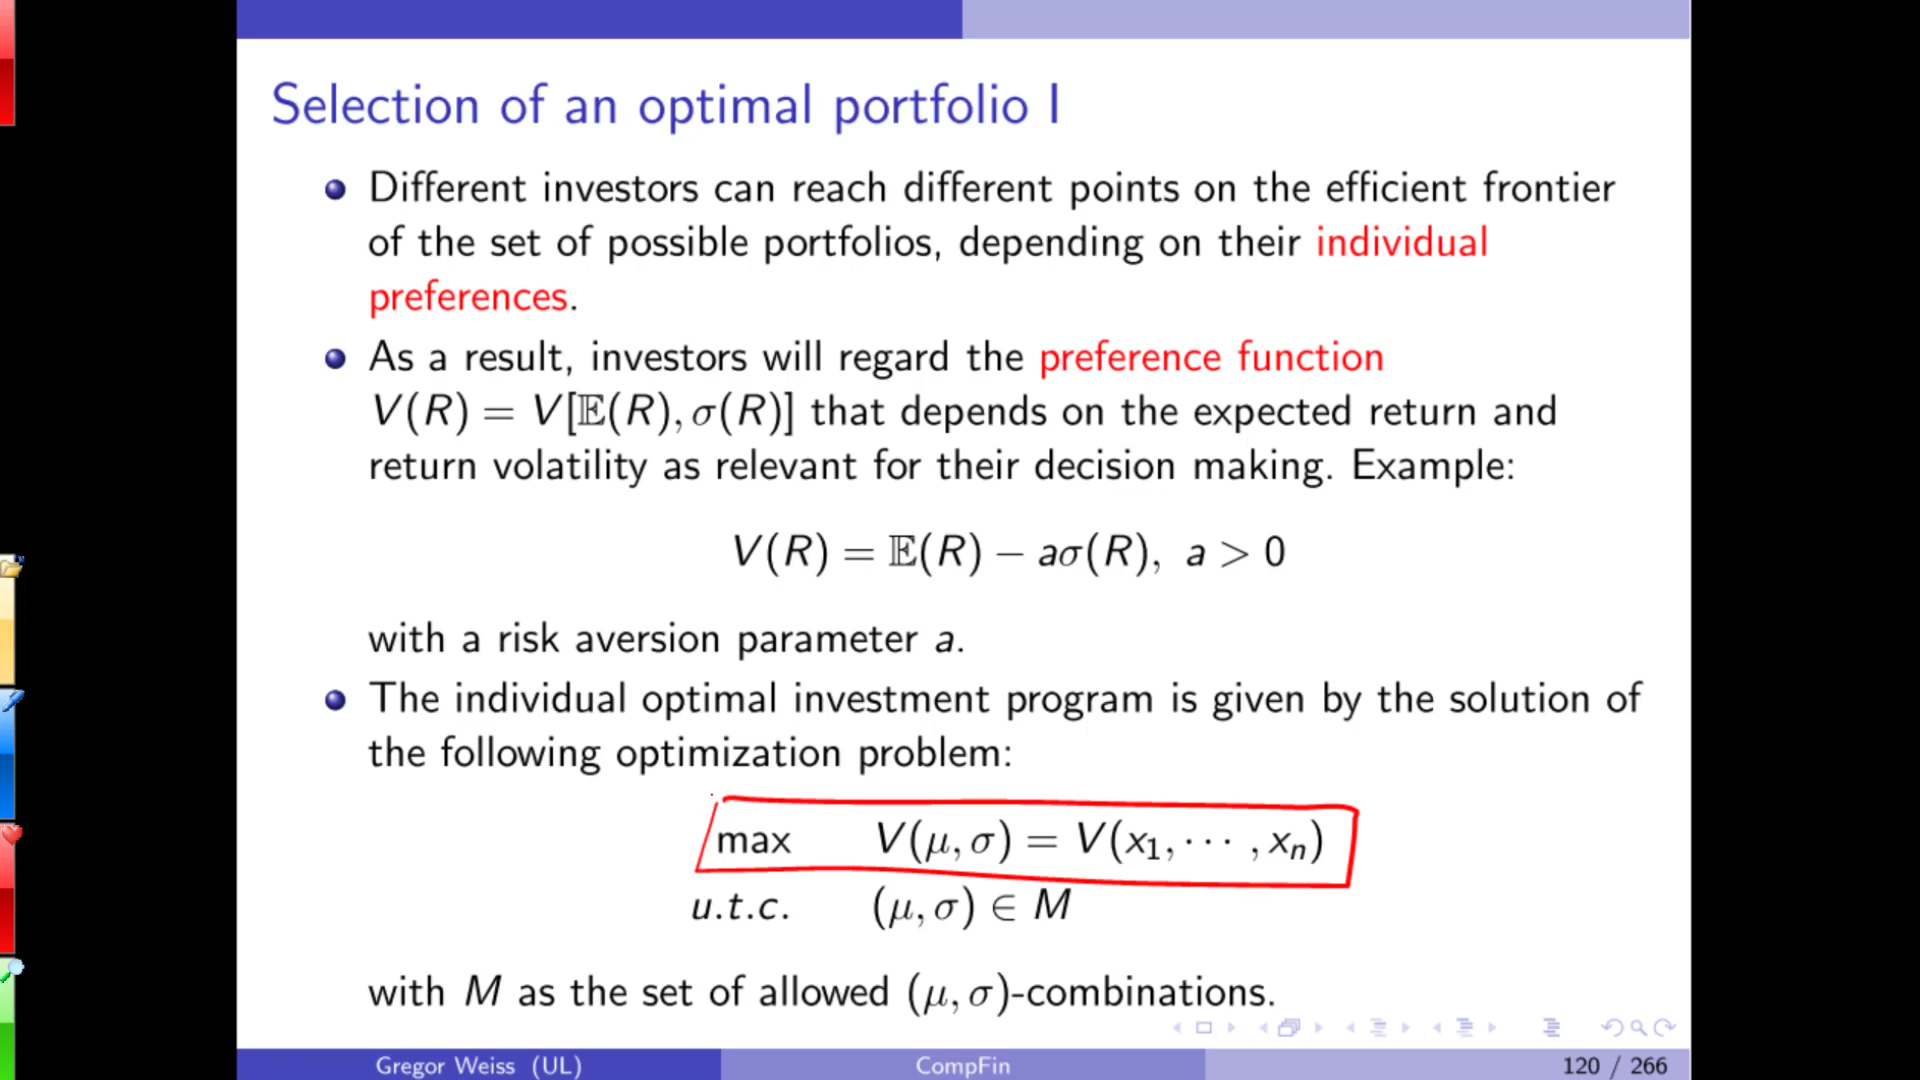 Selection of an optimal portfolio I
Different investors can reach different points on the efficient frontier
of the set of possible portfolios, depending on their individual
preferences.
As a result, investors will regard the preference function
V(R) = V[𝔼(R), σ(R)] that depends on the expected return and
return volatility as relevant for their decision making. Example:
V(R) = 𝔼(R) − aσ(R), a > 0
with a risk aversion parameter a.
The individual optimal investment program is given by the solution of
the following optimization problem:
max V(μ, σ) = V(x₁, ⋯ , xₙ)
u.t.c. (μ, σ) ∈ M
with M as the set of allowed (μ, σ)-combinations.
Gregor Weiss (UL) CompFin 120 / 266